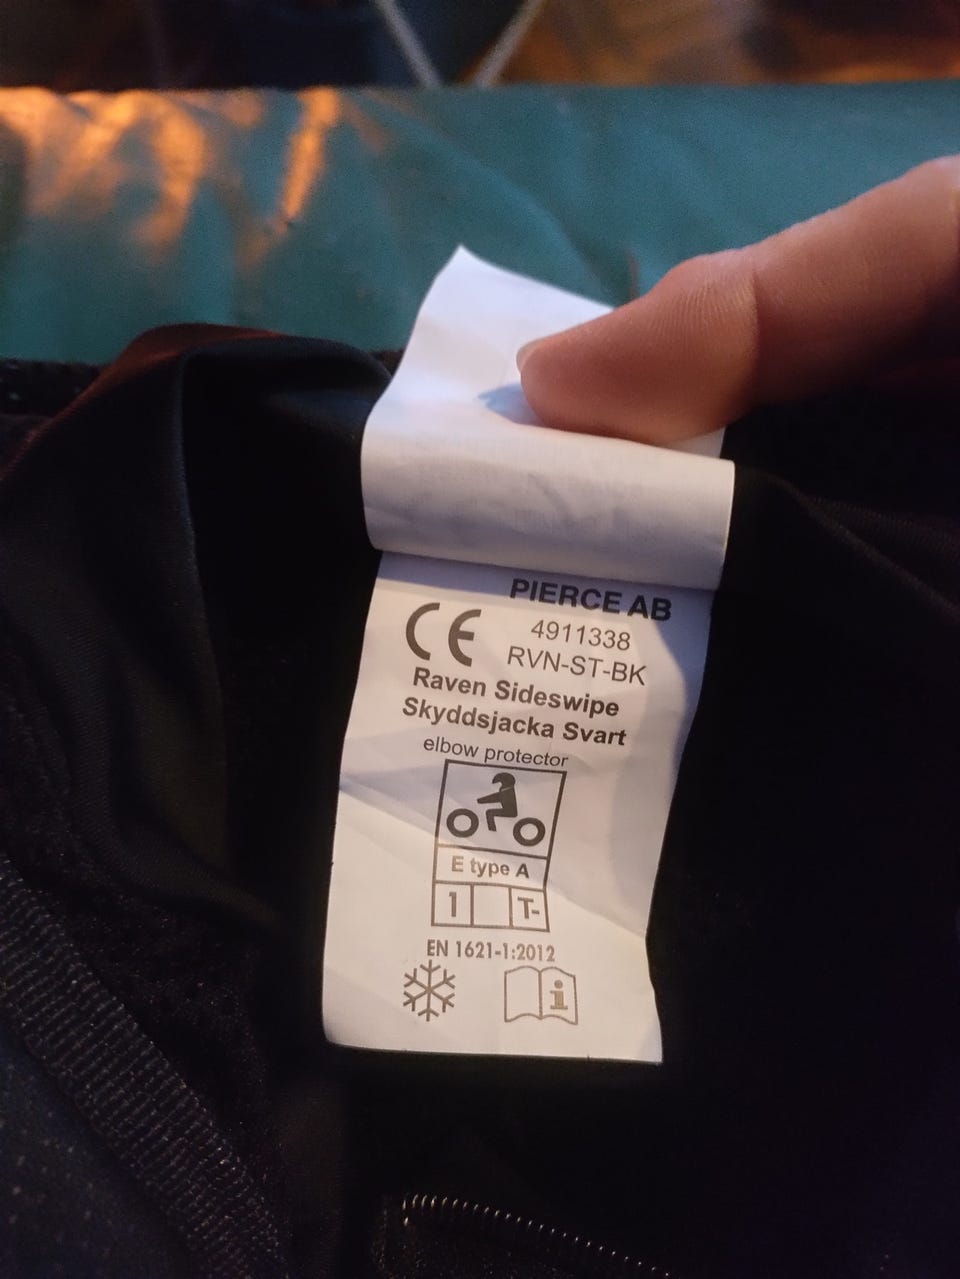 PIERCE AB
CE 4911338
RVN-ST-BK
Raven Sideswipe
Skyddsjacka Svart
elbow protector
E type A
1 T-
EN 1621-1:2012
i